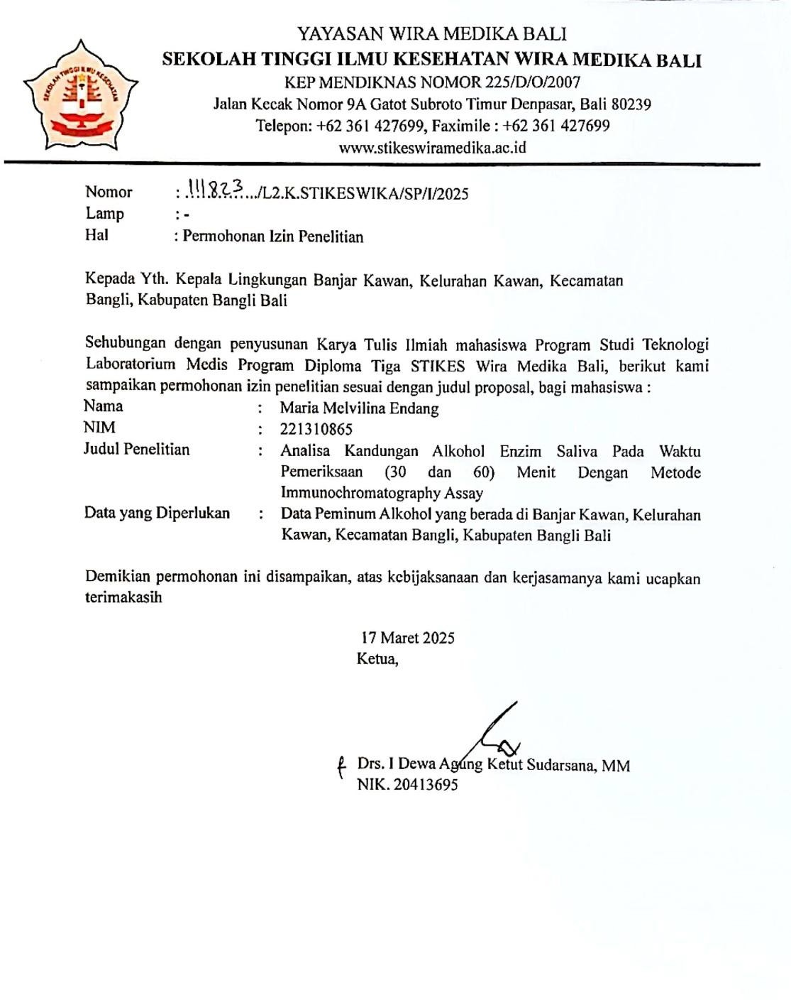 YAYASAN WIRA MEDIKA BALI
SEKOLAH TINGGI ILMU KESEHATAN WIRA MEDIKA BALI
KEP MENDIKNAS NOMOR 225/D/O/2007
Jalan Kecak Nomor 9A Gatot Subroto Timur Denpasar, Bali 80239
Telepon: +62 361 427699, Faximile : +62 361 427699
www.stikeswiramedika.ac.id
SEKOLAH TINGGI ILMU KESEHATAN
Nomor : .111823.../L2.K.STIKESWIKA/SP/I/2025
Lamp : -
Hal : Permohonan Izin Penelitian
Kepada Yth. Kepala Lingkungan Banjar Kawan, Kelurahan Kawan, Kecamatan
Bangli, Kabupaten Bangli Bali
Sehubungan dengan penyusunan Karya Tulis Ilmiah mahasiswa Program Studi Teknologi
Laboratorium Medis Program Diploma Tiga STIKES Wira Medika Bali, berikut kami
sampaikan permohonan izin penelitian sesuai dengan judul proposal, bagi mahasiswa :
Nama : Maria Melvilina Endang
NIM : 221310865
Judul Penelitian : Analisa Kandungan Alkohol Enzim Saliva Pada Waktu
Pemeriksaan (30 dan 60) Menit Dengan Metode
Immunochromatography Assay
Data yang Diperlukan : Data Peminum Alkohol yang berada di Banjar Kawan, Kelurahan
Kawan, Kecamatan Bangli, Kabupaten Bangli Bali
Demikian permohonan ini disampaikan, atas kebijaksanaan dan kerjasamanya kami ucapkan
terimakasih
17 Maret 2025
Ketua,
Drs. I Dewa Agung Ketut Sudarsana, MM
NIK. 20413695